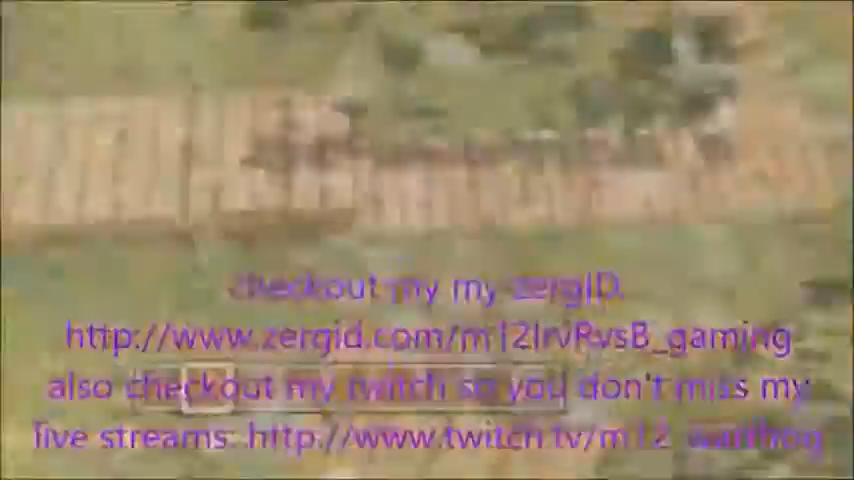 checkout my my zergID.
http://www.zergid.com/m12IrvRvsB_gaming
also checkout my twitch so you don't miss my
live streams: http://www.twitch.tv/m12_warthog